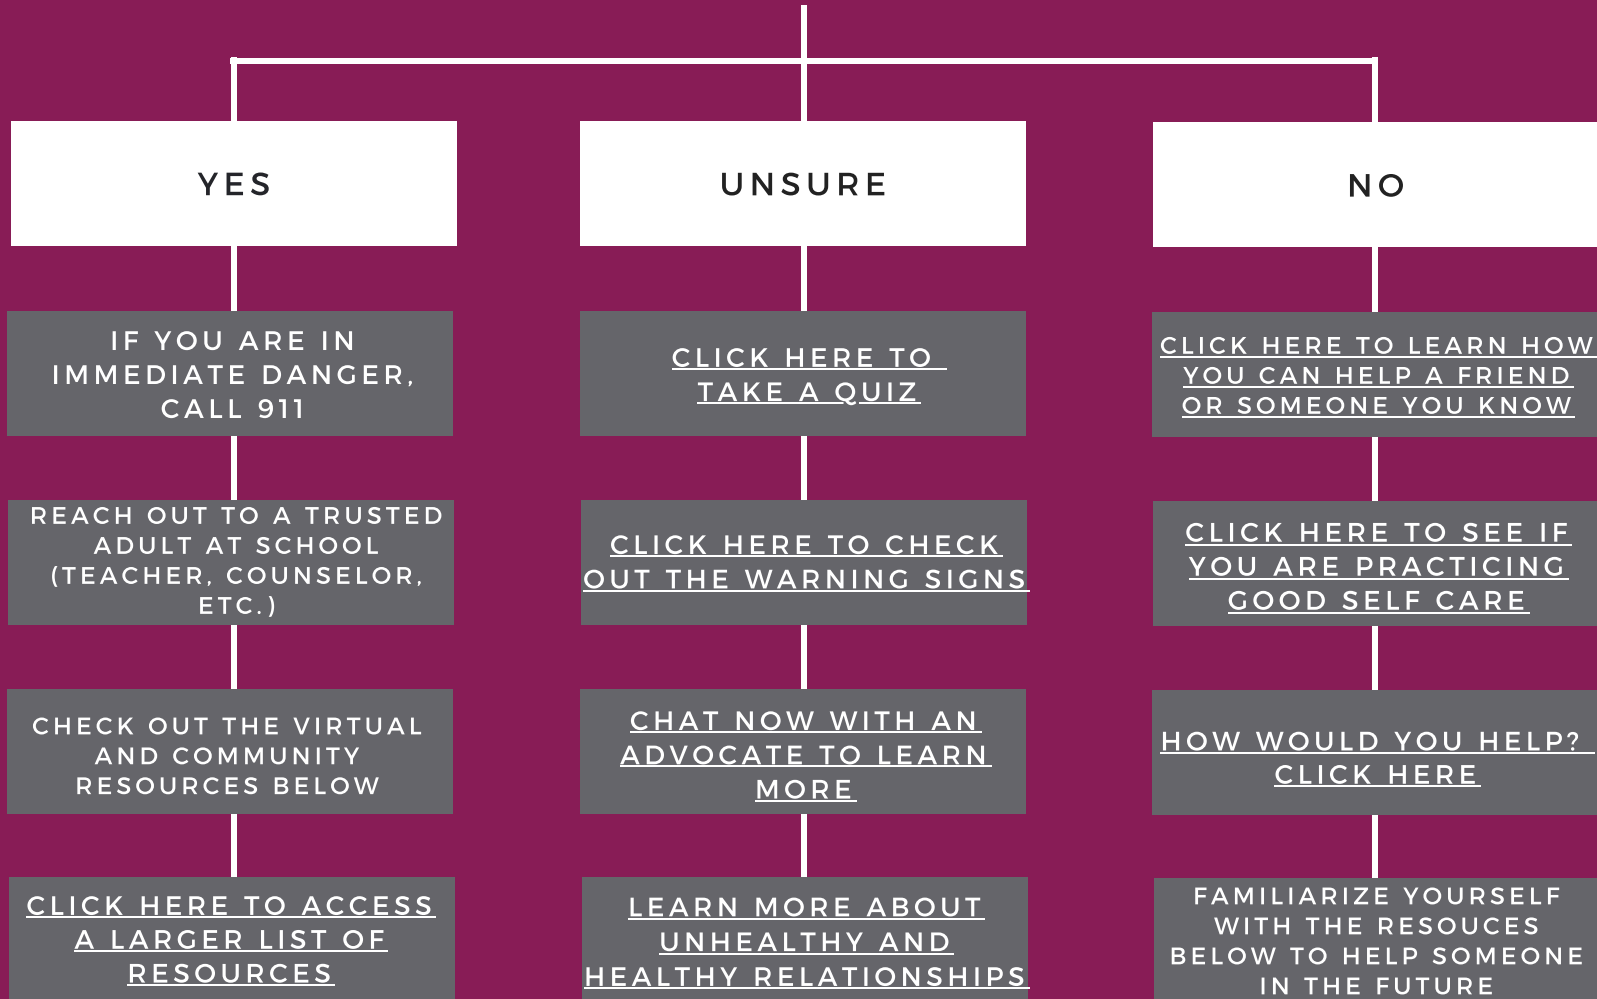 YES
IF YOU ARE IN
IMMEDIATE DANGER,
CALL 911
REACH OUT TO A TRUSTED
ADULT AT SCHOOL
(TEACHER, COUNSELOR,
ETC.)
CHECK OUT THE VIRTUAL
AND COMMUNITY
RESOURCES BELOW
CLICK HERE TO ACCESS
A LARGER LIST OF
RESOURCES
UNSURE
CLICK HERE TO
TAKE A QUIZ
CLICK HERE TO CHECK
OUT THE WARNING SIGNS
CHAT NOW WITH AN
ADVOCATE TO LEARN
MORE
LEARN MORE ABOUT
UNHEALTHY AND
HEALTHY RELATIONSHIPS
NO
CLICK HERE TO LEARN HOW
YOU CAN HELP A FRIEND
OR SOMEONE YOU KNOW
CLICK HERE TO SEE IF
YOU ARE PRACTICING
GOOD SELF CARE
HOW WOULD YOU HELP?
CLICK HERE
FAMILIARIZE YOURSELF
WITH THE RESOUCES
BELOW TO HELP SOMEONE
IN THE FUTURE